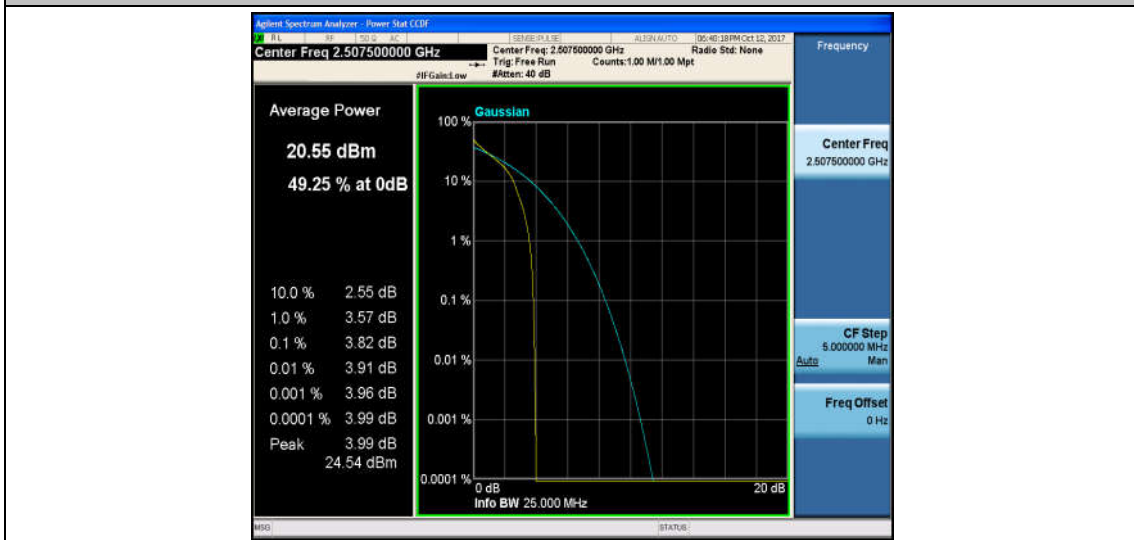 Agilent Spectrum Analyzer - Power Stat CCDF
RL RF 50 Ω AC SENSE:PULSE ALIGN AUTO 06:40:18 PM Oct 12, 2017
Center Freq 2.507500000 GHz
Center Freq: 2.507500000 GHz Radio Std: None
Trig: Free Run Counts:1.00 M/1.00 Mpt
#IFGain:Low #Atten: 40 dB
Frequency
Average Power
20.55 dBm
49.25 % at 0dB
10.0 % 2.55 dB
1.0 % 3.57 dB
0.1 % 3.82 dB
0.01 % 3.91 dB
0.001 % 3.96 dB
0.0001 % 3.99 dB
Peak 3.99 dB
24.54 dBm
Gaussian
100 %
10 %
1 %
0.1 %
0.01 %
0.001 %
0.0001 %
0 dB 20 dB
Info BW 25.000 MHz
Center Freq
2.507500000 GHz
CF Step
5.000000 MHz
Auto Man
Freq Offset
0 Hz
MSG STATUS